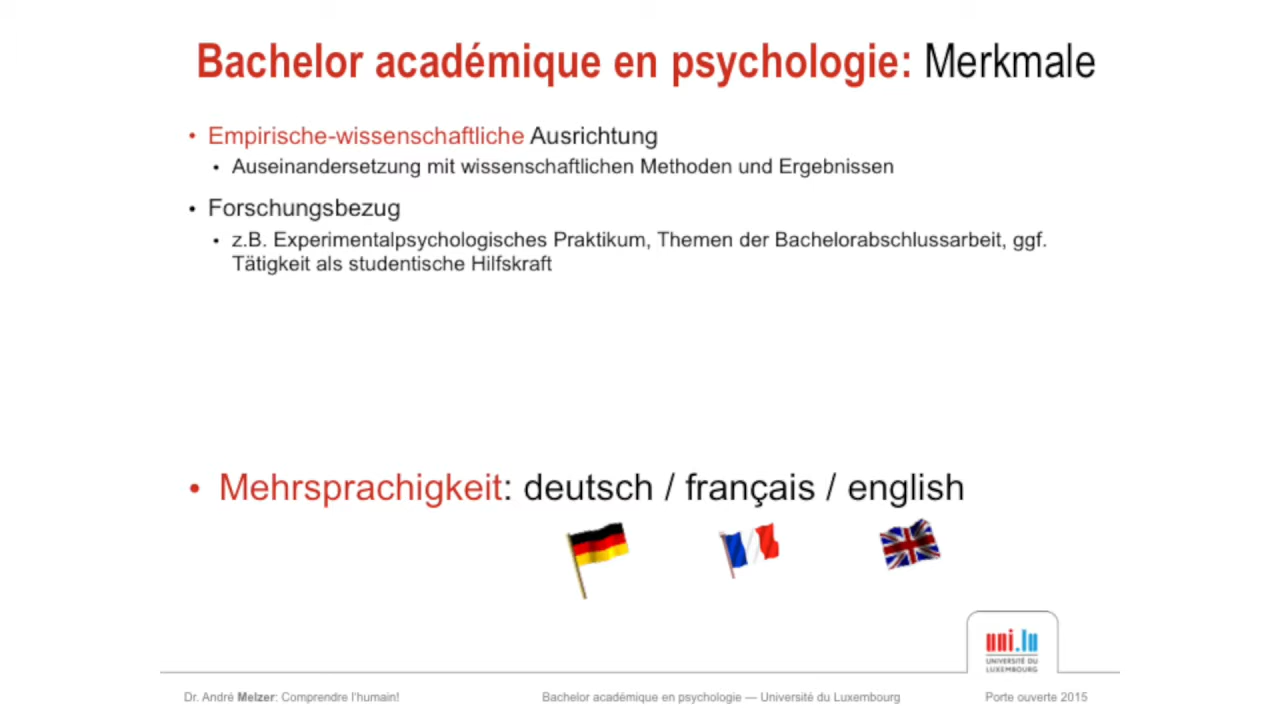 Bachelor académique en psychologie: Merkmale
• Empirische-wissenschaftliche Ausrichtung
• Auseinandersetzung mit wissenschaftlichen Methoden und Ergebnissen
• Forschungsbezug
• z.B. Experimentalpsychologisches Praktikum, Themen der Bachelorabschlussarbeit, ggf.
Tätigkeit als studentische Hilfskraft
• Mehrsprachigkeit: deutsch / français / english
uni.lu
UNIVERSITÉ DU
LUXEMBOURG
Dr. André Melzer: Comprendre l'humain!
Bachelor académique en psychologie — Université du Luxembourg
Porte ouverte 2015